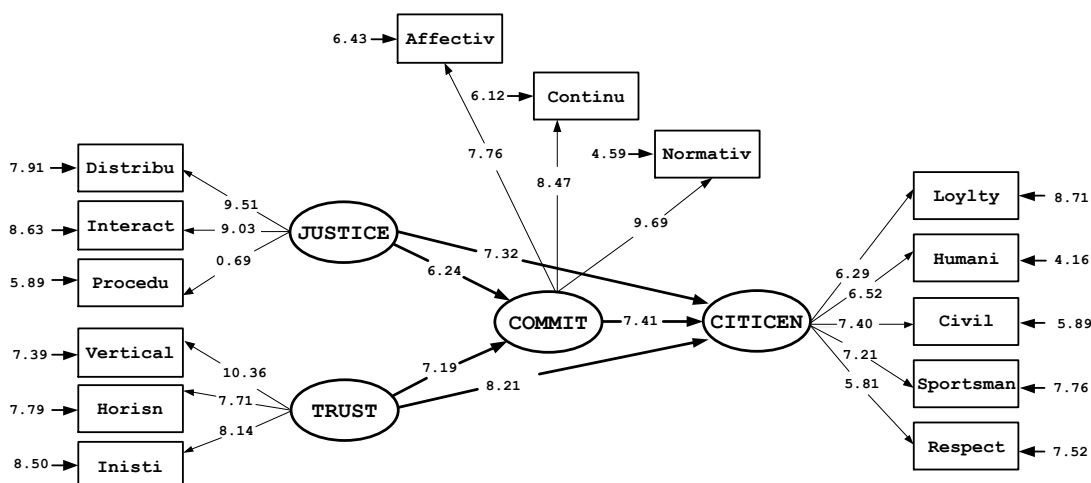 6.43
Affectiv
6.12
Continu
4.59
Normativ
7.76
8.47
9.69
7.91
Distribu
8.63
Interact
5.89
Procedu
9.51
9.03
0.69
JUSTICE
7.32
6.24
7.39
Vertical
7.79
Horisn
8.50
Inisti
10.36
7.71
8.14
TRUST
7.19
8.21
COMMIT
7.41
CITICEN
6.29
6.52
7.40
7.21
5.81
Loylty
8.71
Humani
4.16
Civil
5.89
Sportsman
7.76
Respect
7.52